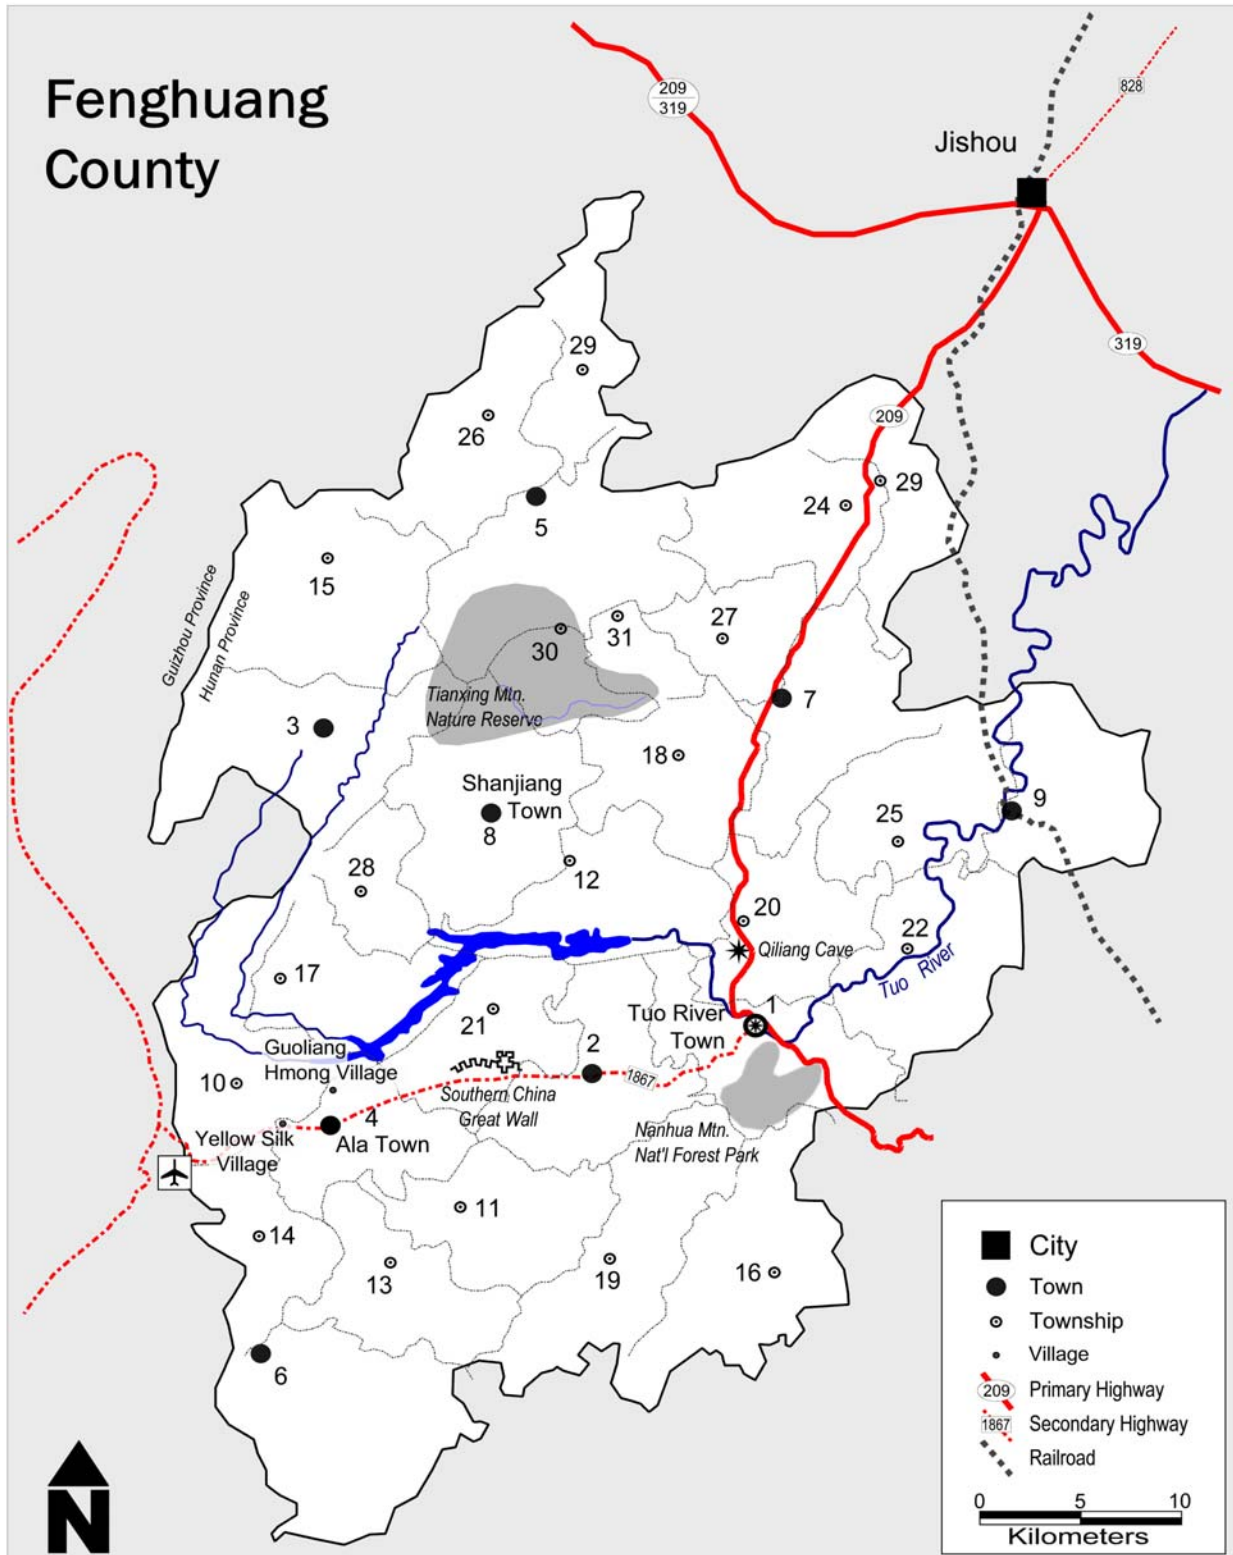 Fenghuang
County
209
319
828
Jishou
319
29
209
26
29
24
5
15
Guizhou Province
Hunan Province
27
31
30
Tianxing Mtn.
Nature Reserve
7
3
18
Shanjiang
Town
8
9
25
28
12
20
22
Qiliang Cave
Tuo River
17
1
Tuo River
Town
21
2
Guoliang
Hmong Village
10
1867
Southern China
Great Wall
4
Ala Town
Yellow Silk
Village
Nanhua Mtn.
Nat'l Forest Park
11
14
13
19
16
6
N
City
Town
Township
Village
209 Primary Highway
1867 Secondary Highway
Railroad
0 5 10
Kilometers